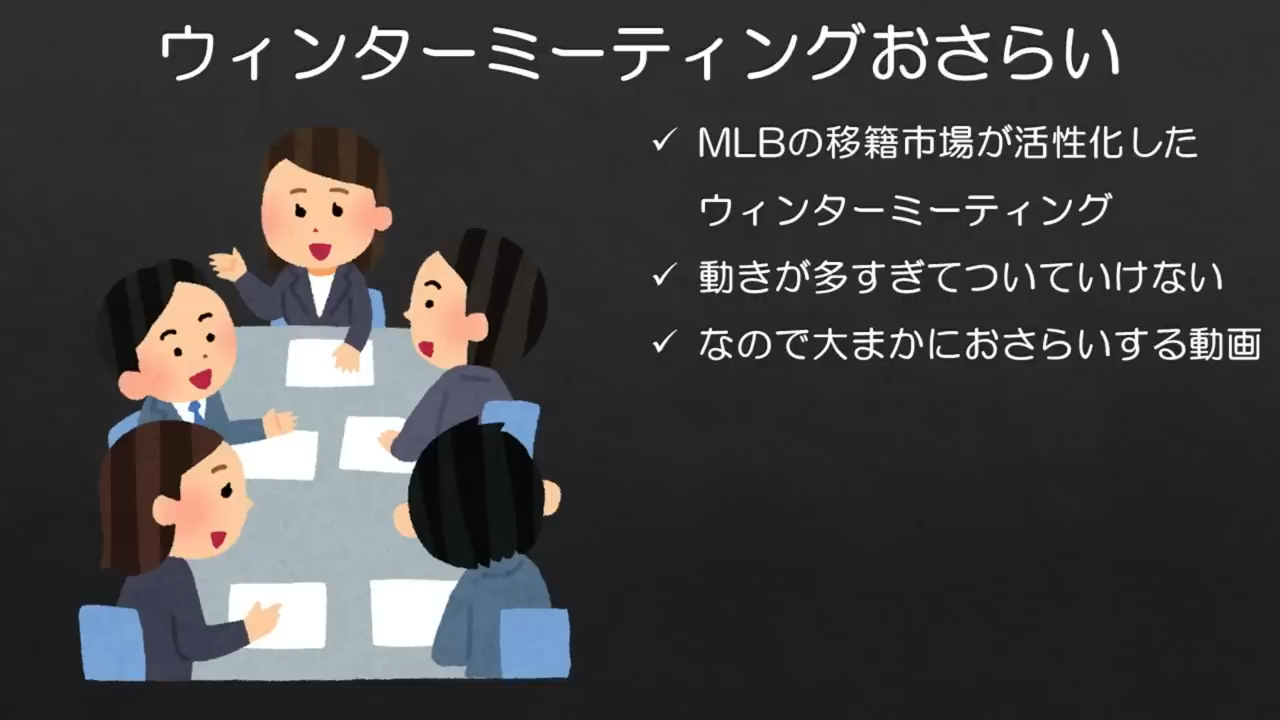 ウィンターミーティングおさらい
✓ MLBの移籍市場が活性化した
ウィンターミーティング
✓ 動きが多すぎてついていけない
✓ なので大まかにおさらいする動画